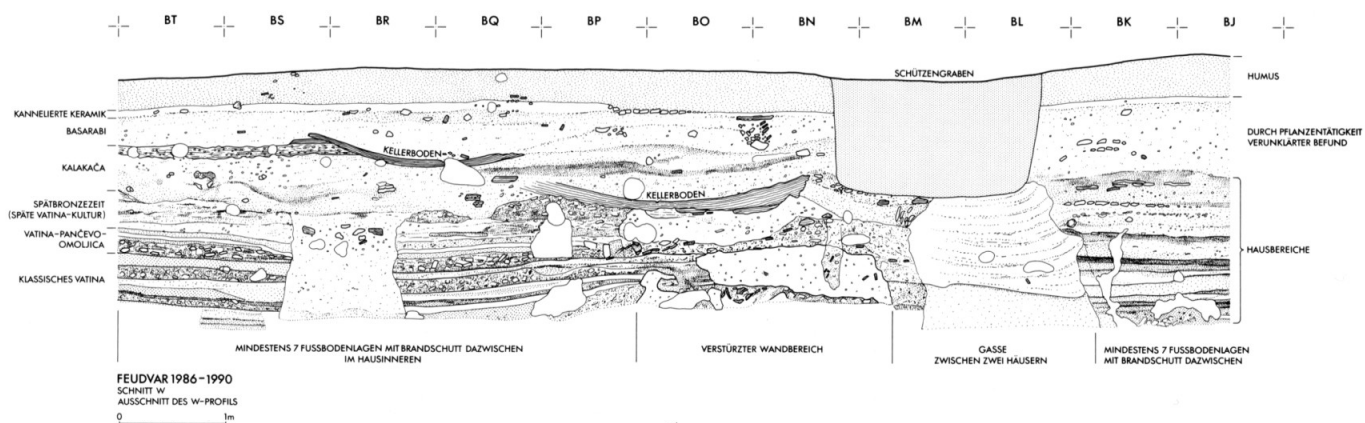 BT BS BR BQ BP BO BN BM BL BK BJ
SCHÜTZENGRABEN
HUMUS
KANNELIERTE KERAMIK
BASARABI
KELLERBODEN
DURCH PFLANZENTÄTIGKEIT
VERUNKLÄRTER BEFUND
KALAKAČA
KELLERBODEN
SPÄTBRONZEZEIT
(SPÄTE VATINA-KULTUR)
VATINA-PANČEVO-
OMOLJICA
HAUSBEREICHE
KLASSISCHES VATINA
MINDESTENS 7 FUSSBODENLAGEN MIT BRANDSCHUTT DAZWISCHEN
IM HAUSINNEREN
VERSTÜRZTER WANDBEREICH
GASSE
ZWISCHEN ZWEI HÄUSERN
MINDESTENS 7 FUSSBODENLAGEN
MIT BRANDSCHUTT DAZWISCHEN
FEUDVAR 1986-1990
SCHNITT W
AUSSCHNITT DES W-PROFILS
0 1m